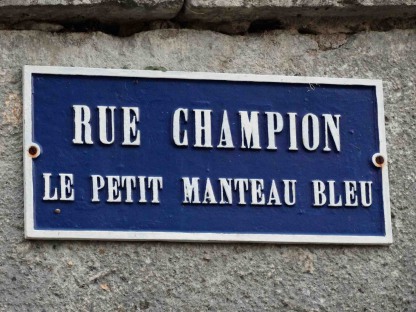 RUE CHAMPION
LE PETIT MANTEAU BLEU